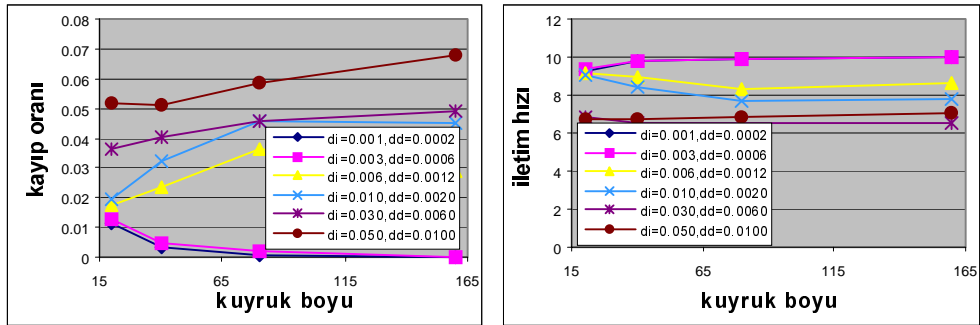 0.08
0.07
0.06
0.05
0.04
0.03
0.02
0.01
0
kayıp oranı
di=0.001,dd=0.0002
di=0.003,dd=0.0006
di=0.006,dd=0.0012
di=0.010,dd=0.0020
di=0.030,dd=0.0060
di=0.050,dd=0.0100
15
65
115
165
kuyruk boyu
12
10
8
6
4
2
0
iletim hızı
di=0.001,dd=0.0002
di=0.003,dd=0.0006
di=0.006,dd=0.0012
di=0.010,dd=0.0020
di=0.030,dd=0.0060
di=0.050,dd=0.0100
15
65
115
165
kuyruk boyu